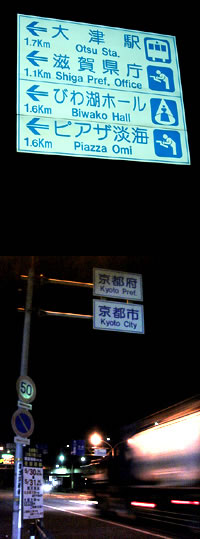 ← 大津駅
1.7Km Otsu Sta.
← 滋賀県庁
1.1Km Shiga Pref. Office
← びわ湖ホール
1.6Km Biwako Hall
← ピアザ淡海
1.6Km Piazza Omi
京都府
Kyoto Pref.
京都市
Kyoto City
50